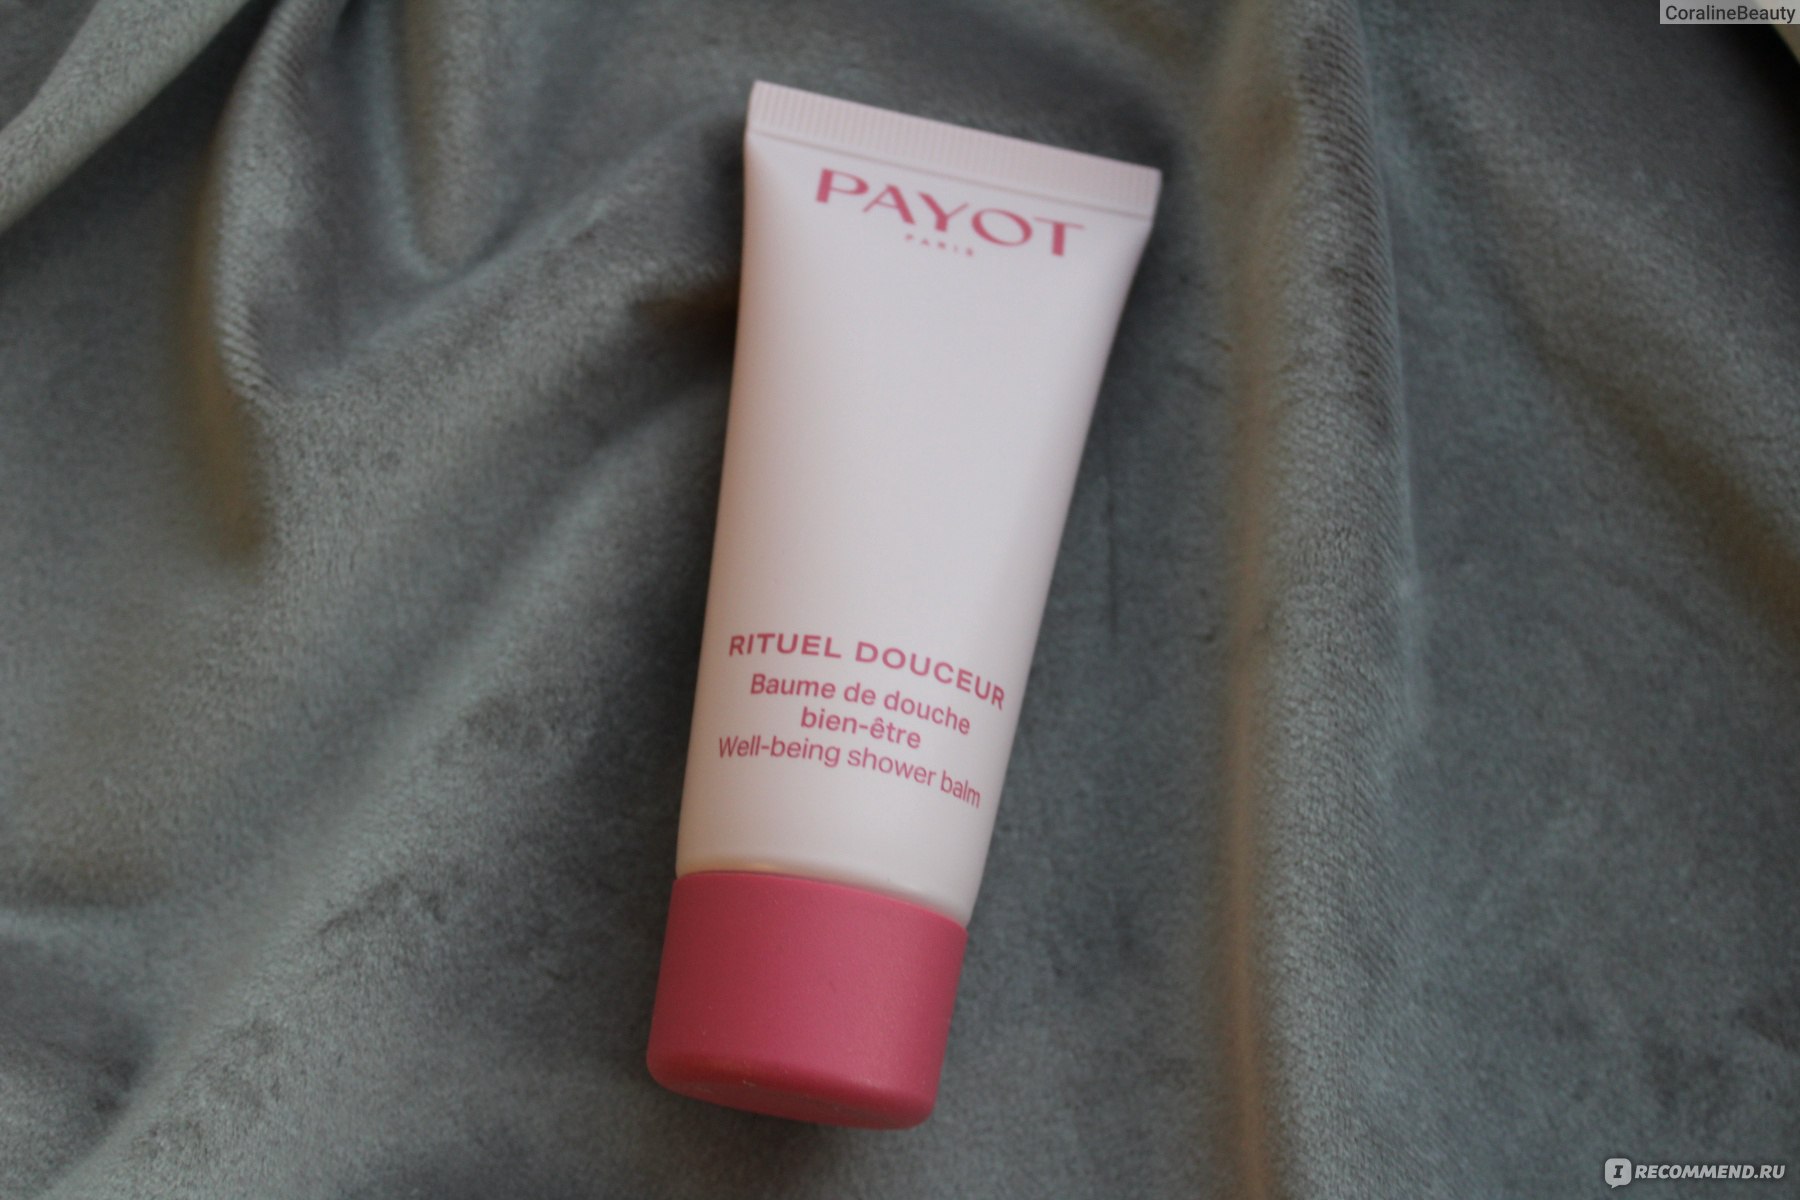 CoralineBeauty
PAYOT
PARIS
RITUEL DOUCEUR
Baume de douche
bien-être
Well-being shower balm
I RECOMMEND.RU